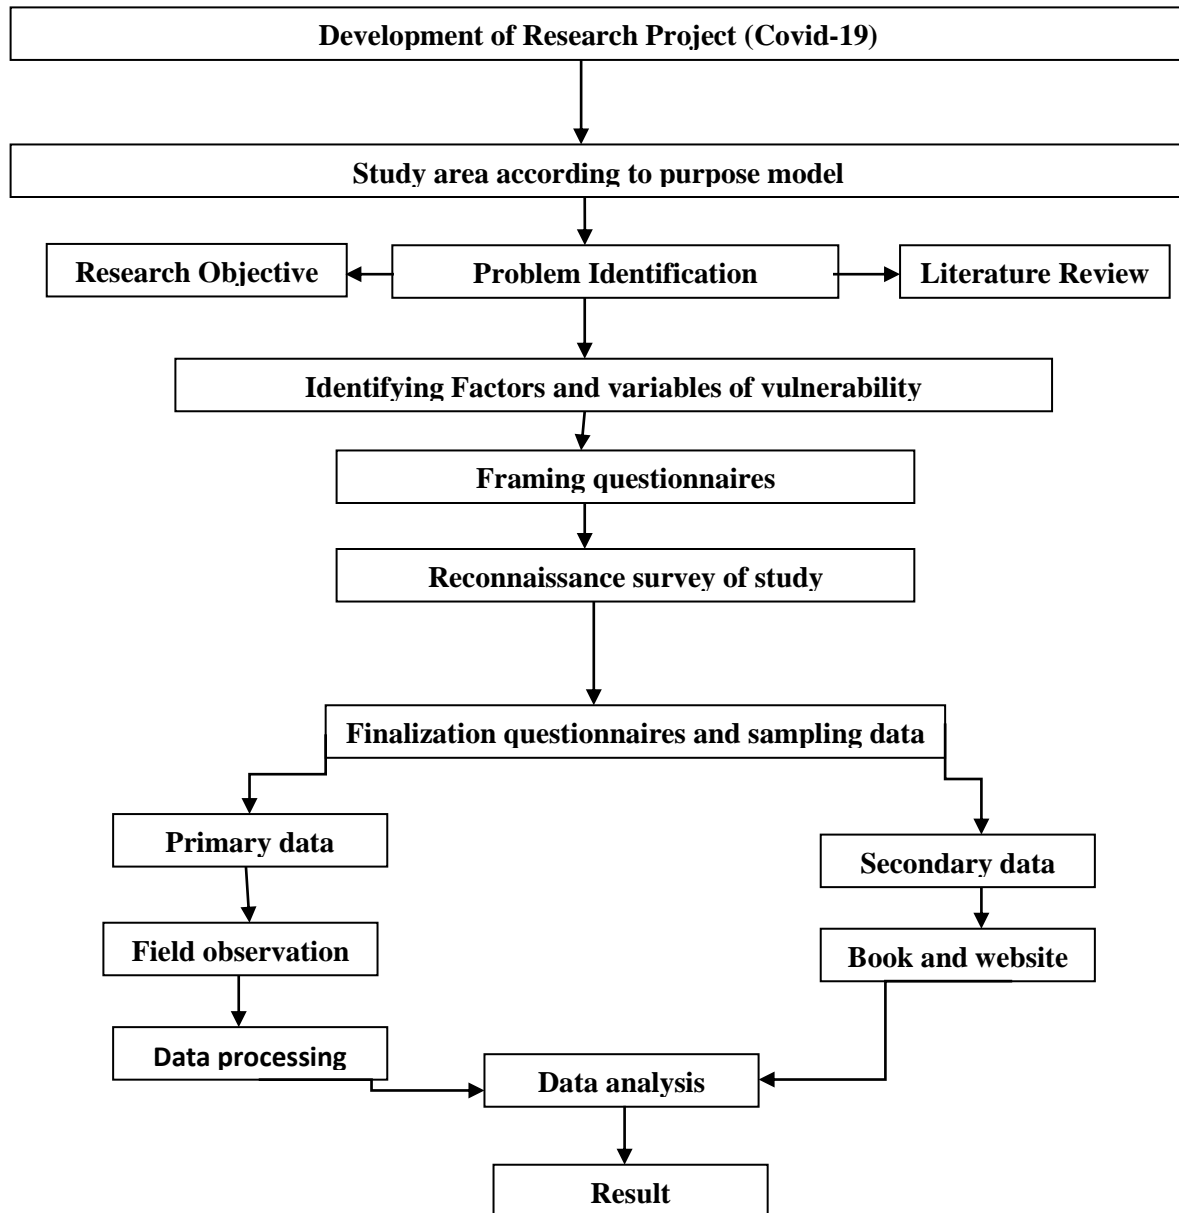 Development of Research Project (Covid-19)
Study area according to purpose model
Research Objective
Problem Identification
Literature Review
Identifying Factors and variables of vulnerability
Framing questionnaires
Reconnaissance survey of study
Finalization questionnaires and sampling data
Primary data
Secondary data
Field observation
Book and website
Data processing
Data analysis
Result